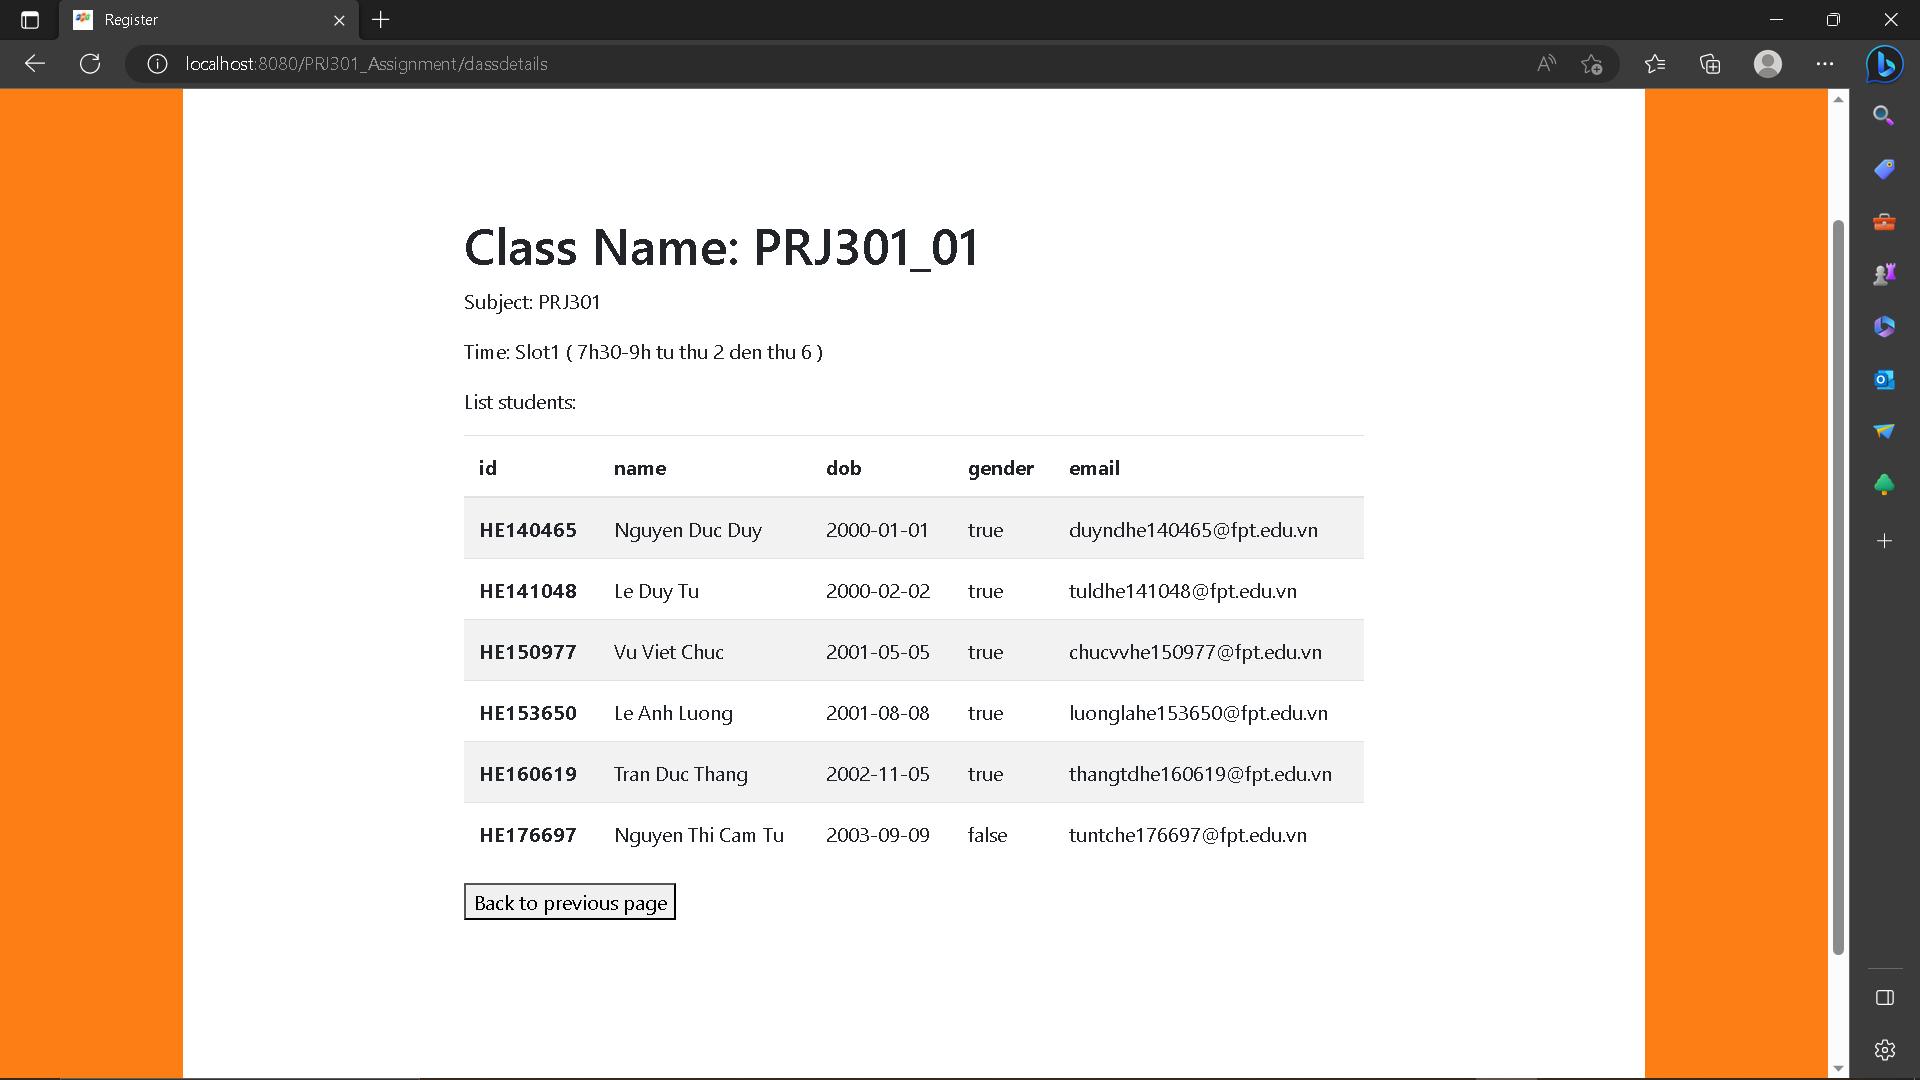 Register
localhost:8080/PRJ301_Assignment/classdetails
Class Name: PRJ301_01
Subject: PRJ301
Time: Slot1 ( 7h30-9h tu thu 2 den thu 6 )
List students:
id name dob gender email
HE140465 Nguyen Duc Duy 2000-01-01 true duyndhe140465@fpt.edu.vn
HE141048 Le Duy Tu 2000-02-02 true tuldhe141048@fpt.edu.vn
HE150977 Vu Viet Chuc 2001-05-05 true chucvvhe150977@fpt.edu.vn
HE153650 Le Anh Luong 2001-08-08 true luonglahe153650@fpt.edu.vn
HE160619 Tran Duc Thang 2002-11-05 true thangtdhe160619@fpt.edu.vn
HE176697 Nguyen Thi Cam Tu 2003-09-09 false tuntche176697@fpt.edu.vn
Back to previous page